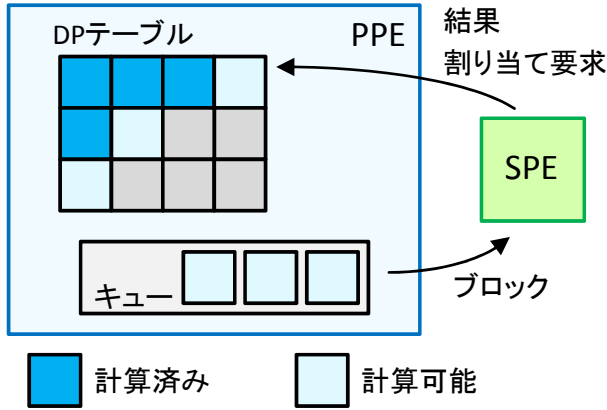 DPテーブル
PPE
結果
割り当て要求
SPE
キュー
ブロック
計算済み
計算可能